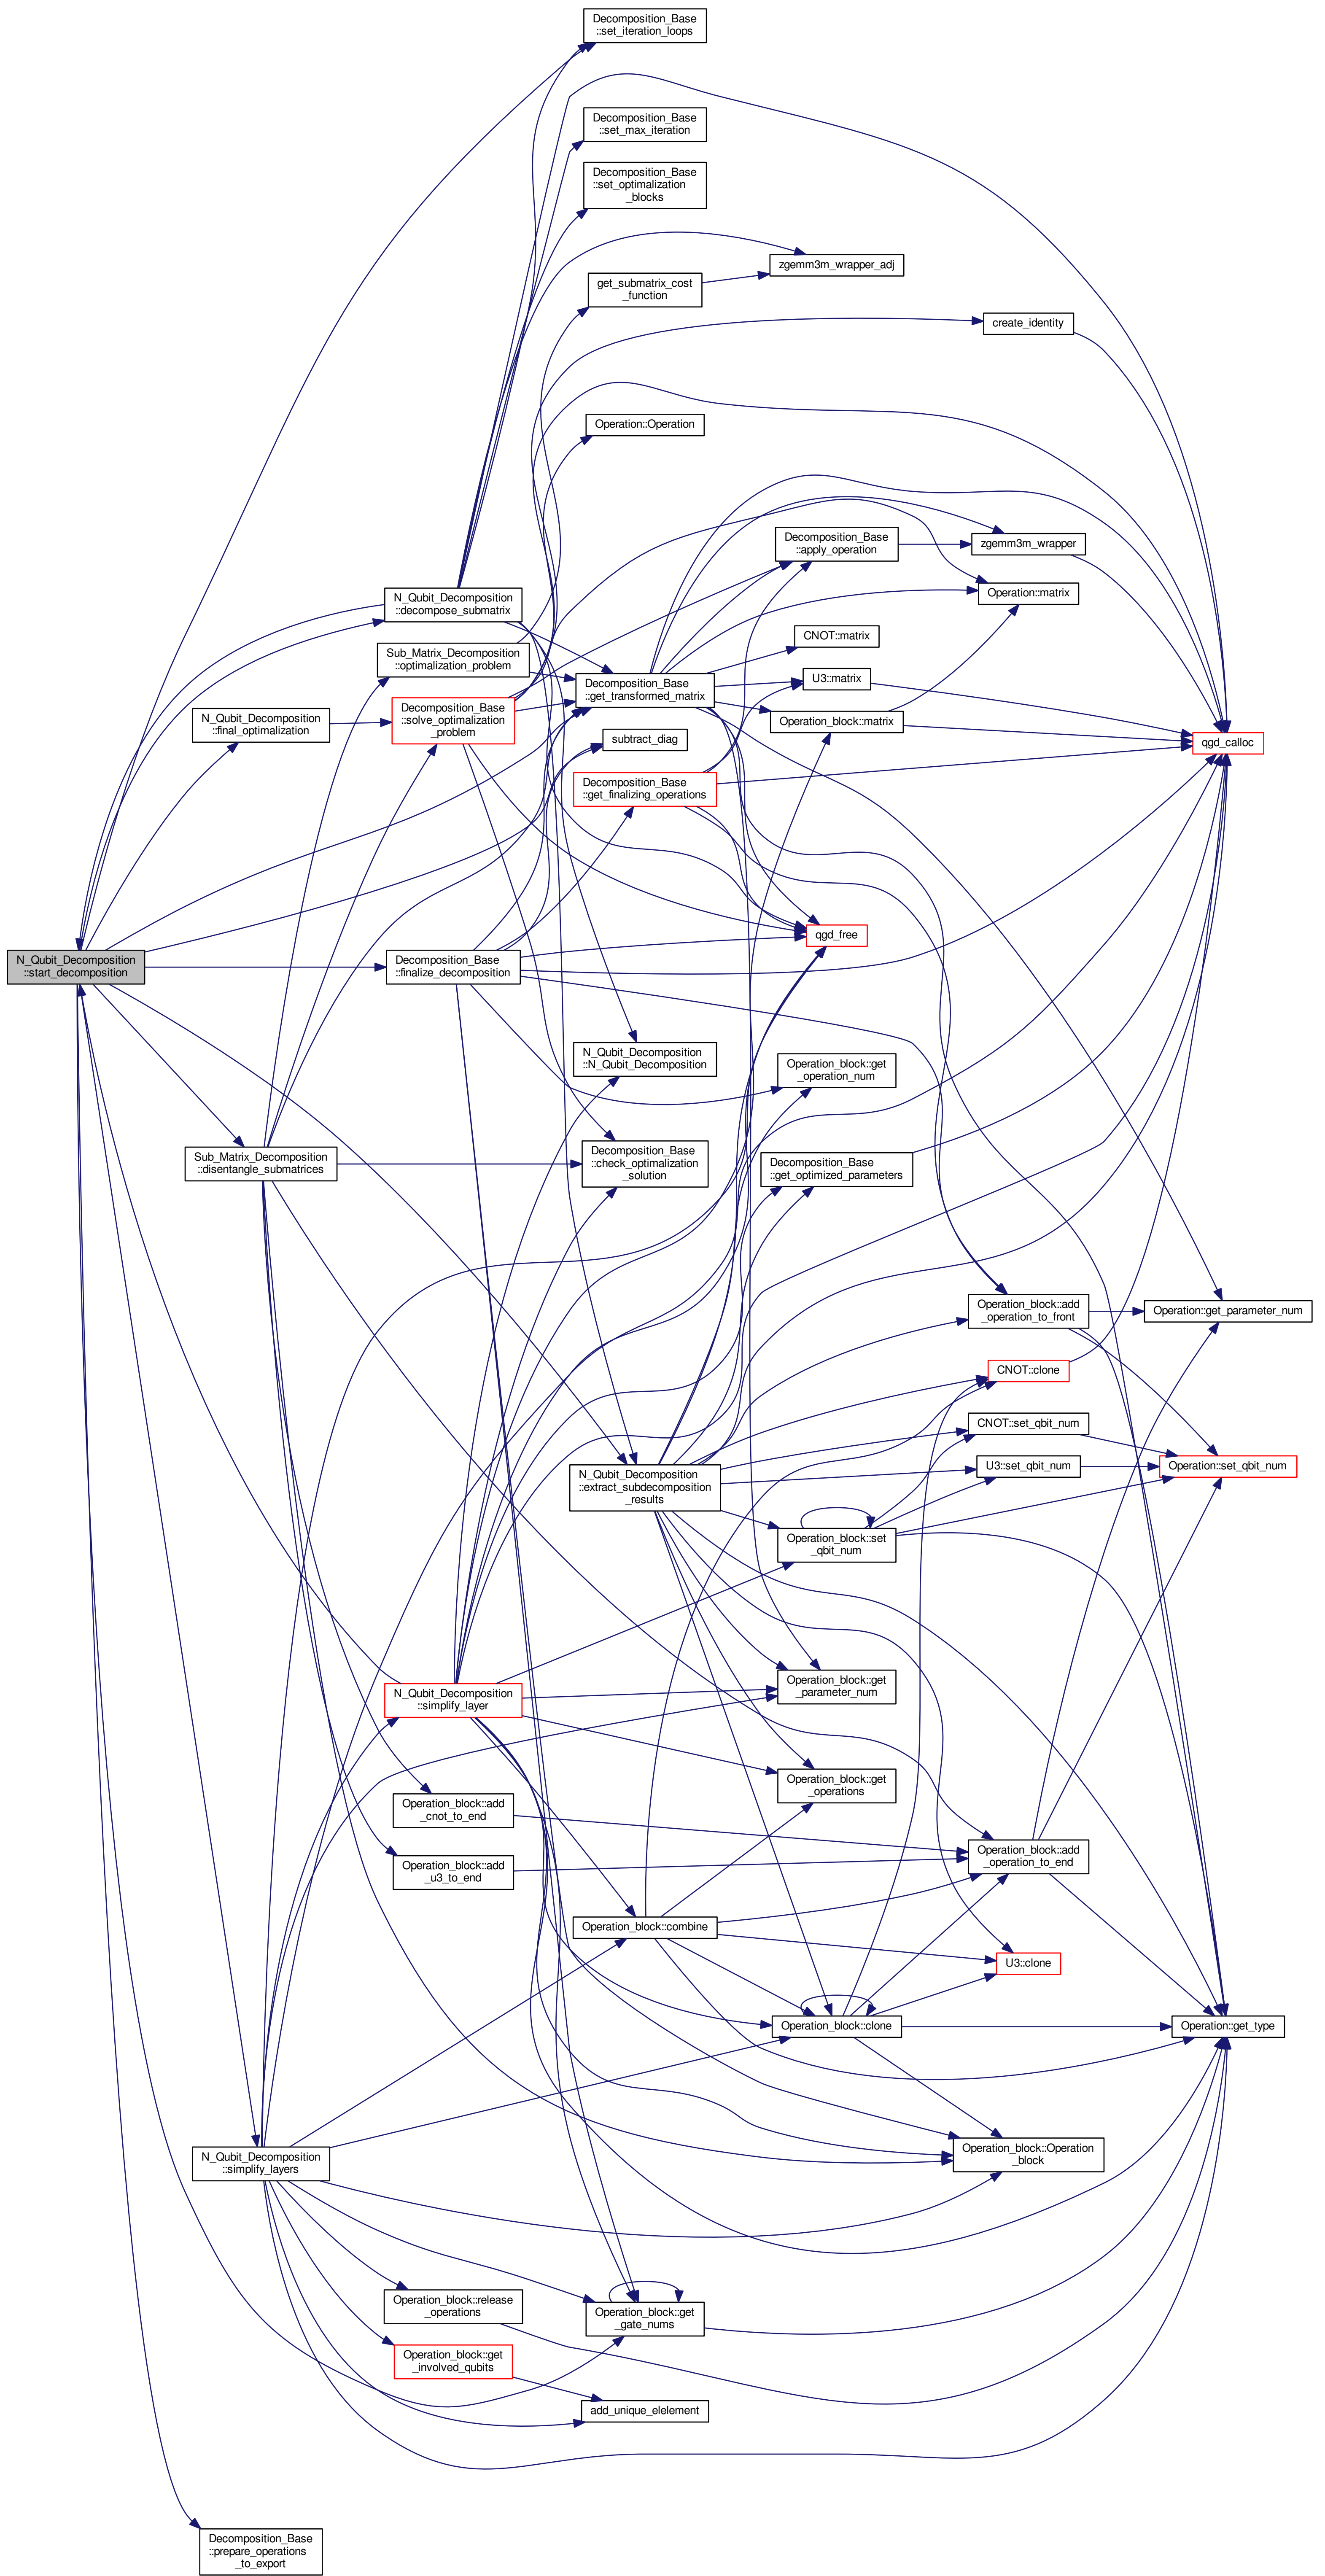 Decomposition_Base
::set_iteration_loops
Decomposition_Base
::set_max_iteration
Decomposition_Base
::set_optimalization
_blocks
zgemm3m_wrapper_adj
get_submatrix_cost
_function
create_identity
Operation::Operation
Decomposition_Base
::apply_operation
zgemm3m_wrapper
N_Qubit_Decomposition
::decompose_submatrix
Operation::matrix
CNOT::matrix
Sub_Matrix_Decomposition
::optimalization_problem
Decomposition_Base
::get_transformed_matrix
U3::matrix
N_Qubit_Decomposition
::final_optimalization
Decomposition_Base
::solve_optimalization
_problem
Operation_block::matrix
subtract_diag
qgd_calloc
Decomposition_Base
::get_finalizing_operations
qgd_free
N_Qubit_Decomposition
::start_decomposition
Decomposition_Base
::finalize_decomposition
N_Qubit_Decomposition
::N_Qubit_Decomposition
Operation_block::get
_operation_num
Sub_Matrix_Decomposition
::disentangle_submatrices
Decomposition_Base
::check_optimalization
_solution
Decomposition_Base
::get_optimized_parameters
Operation_block::add
_operation_to_front
Operation::get_parameter_num
CNOT::clone
CNOT::set_qbit_num
U3::set_qbit_num
Operation::set_qbit_num
N_Qubit_Decomposition
::extract_subdecomposition
_results
Operation_block::set
_qbit_num
N_Qubit_Decomposition
::simplify_layer
Operation_block::get
_parameter_num
Operation_block::get
_operations
Operation_block::add
_cnot_to_end
Operation_block::add
_operation_to_end
Operation_block::add
_u3_to_end
Operation_block::combine
U3::clone
Operation_block::clone
Operation::get_type
N_Qubit_Decomposition
::simplify_layers
Operation_block::Operation
_block
Operation_block::release
_operations
Operation_block::get
_gate_nums
Operation_block::get
_involved_qubits
add_unique_elelement
Decomposition_Base
::prepare_operations
_to_export